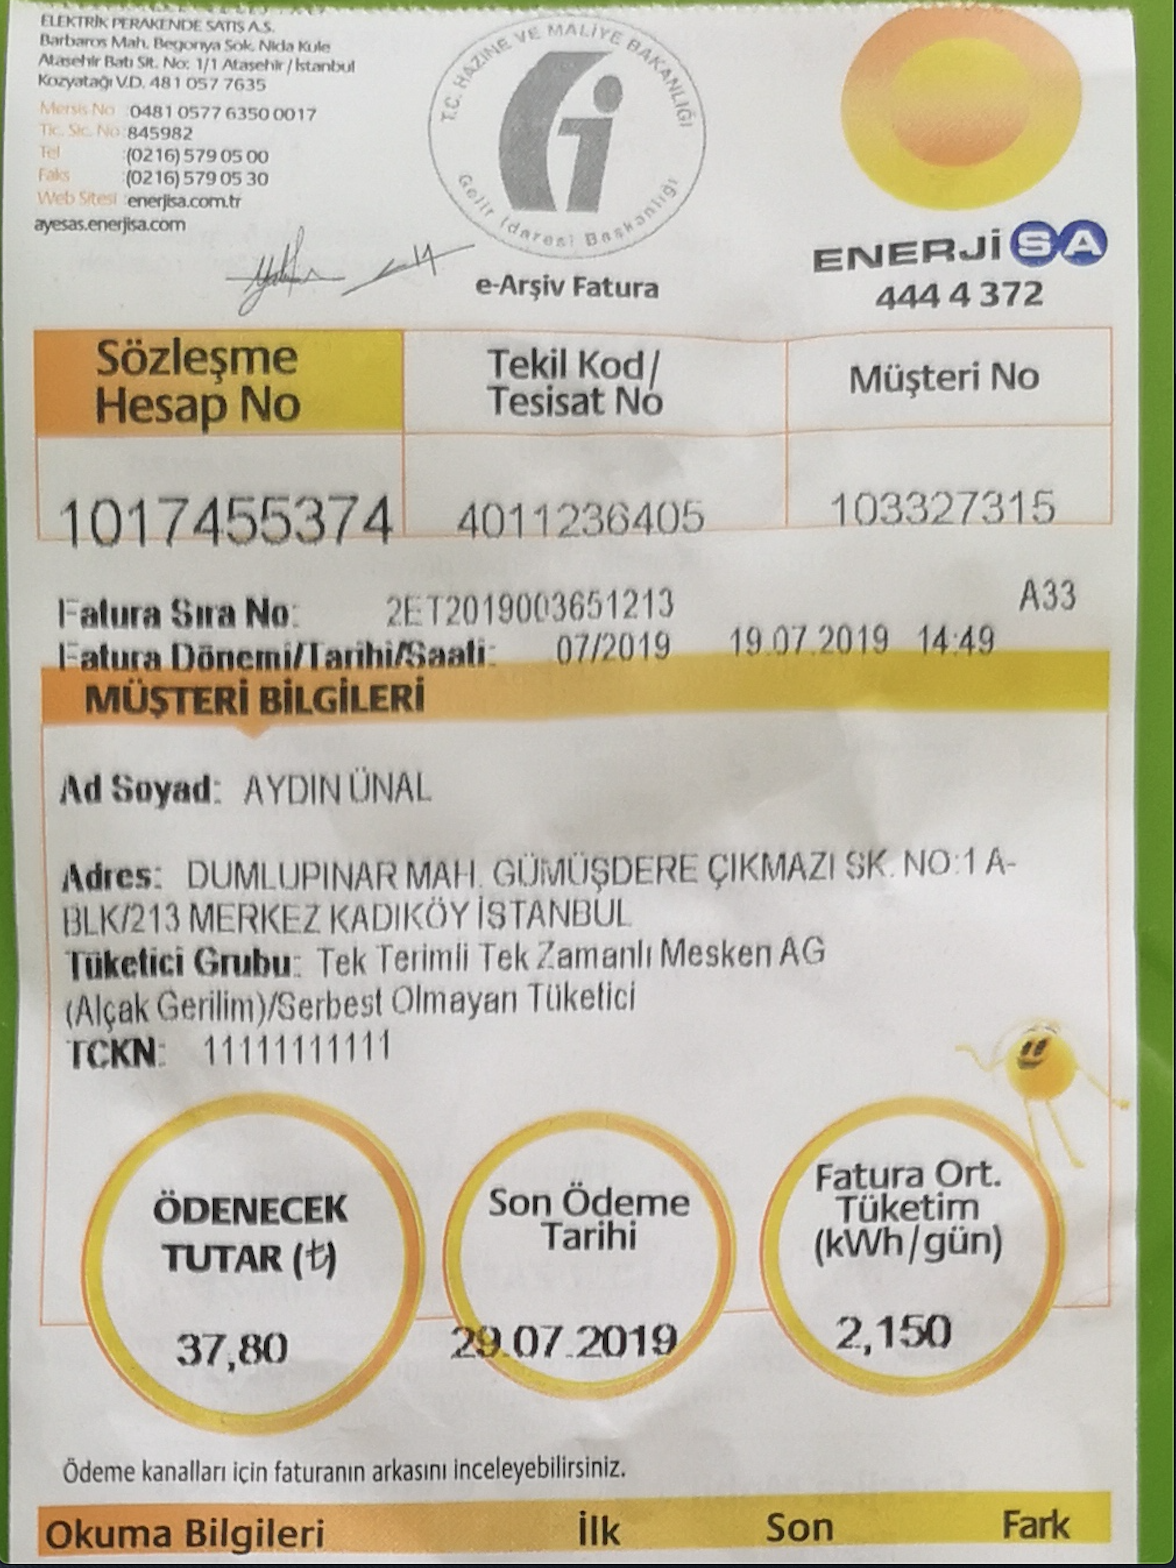 ELEKTRİK PERAKENDE SATIŞ A.S.
Barbaros Mah. Begonya Sok. Nida Kule
Ataşehir Batı Sit. No: 1/1 Ataşehir / İstanbul
Kozyatağı V.D. 481 057 7635
Mersis No : 0481 0577 6350 0017
Tic. Sic. No : 845982
Tel : (0216) 579 05 00
Faks : (0216) 579 05 30
Web Sitesi : enerjisa.com.tr
ayesas.enerjisa.com
T.C. HAZİNE VE MALİYE BAKANLIĞI
Gelir İdaresi Başkanlığı
e-Arşiv Fatura
ENERJİSA
444 4 372
Sözleşme Hesap No
Tekil Kod/ Tesisat No
Müşteri No
1017455374
4011236405
103327315
Fatura Sıra No: 2ET2019003651213 A33
Fatura Dönemi/Tarihi/Saati: 07/2019 19.07.2019 14:49
MÜŞTERİ BİLGİLERİ
Ad Soyad: AYDIN ÜNAL
Adres: DUMLUPINAR MAH. GÜMÜŞDERE ÇIKMAZI SK. NO:1 A-
BLK/213 MERKEZ KADIKÖY İSTANBUL
Tüketici Grubu: Tek Terimli Tek Zamanlı Mesken AG
(Alçak Gerilim)/Serbest Olmayan Tüketici
TCKN: 11111111111
ÖDENECEK
TUTAR (₺)
37,80
Son Ödeme
Tarihi
29.07.2019
Fatura Ort.
Tüketim
(kWh/gün)
2,150
Ödeme kanalları için faturanın arkasını inceleyebilirsiniz.
Okuma Bilgileri İlk Son Fark